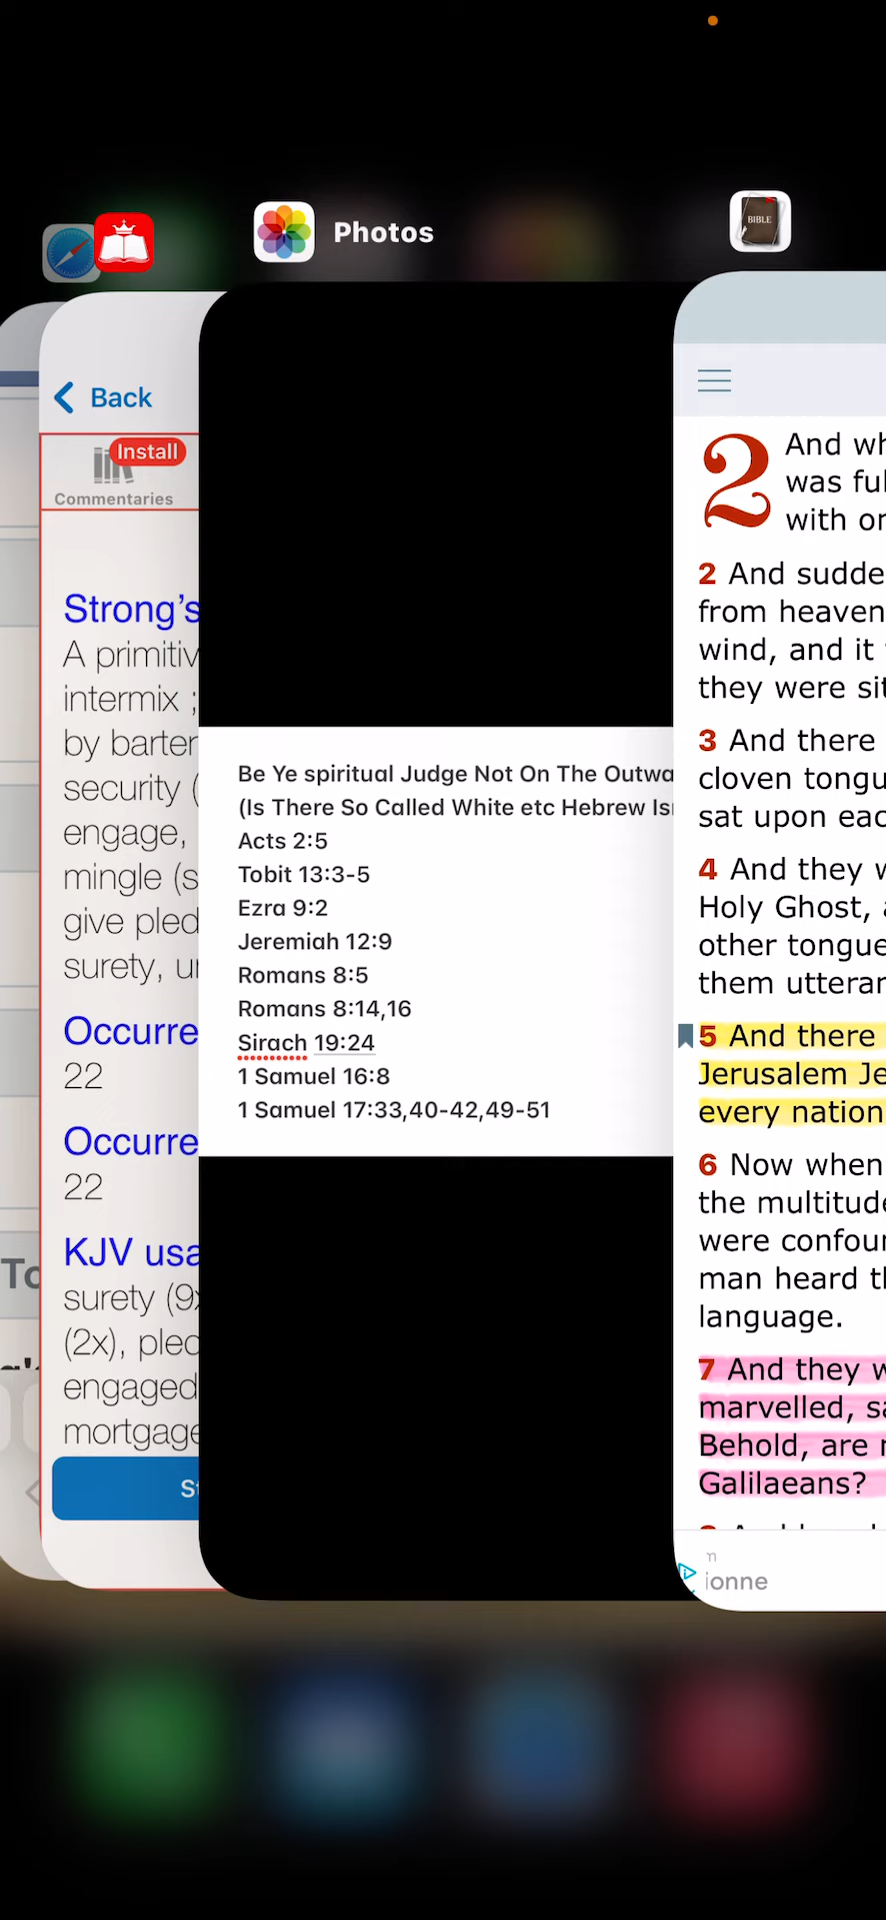 Photos
BIBLE
Back
Install
Commentaries
Strong's
A primitiv
intermix ;
by barter
security (
engage,
mingle (s
give pled
surety, u
Occurre
22
Occurre
22
KJV usa
surety (9x
(2x), pled
engaged
mortgage
St
To
Be Ye spiritual Judge Not On The Outwa
(Is There So Called White etc Hebrew Isr
Acts 2:5
Tobit 13:3-5
Ezra 9:2
Jeremiah 12:9
Romans 8:5
Romans 8:14,16
Sirach 19:24
1 Samuel 16:8
1 Samuel 17:33,40-42,49-51
2 And wh
was ful
with on
2 And sudde
from heaven
wind, and it
they were sit
3 And there
cloven tongu
sat upon eac
4 And they w
Holy Ghost, a
other tongue
them utteran
5 And there
Jerusalem Je
every nation
6 Now when
the multitude
were confour
man heard th
language.
7 And they w
marvelled, sa
Behold, are n
Galilaeans?
ionne